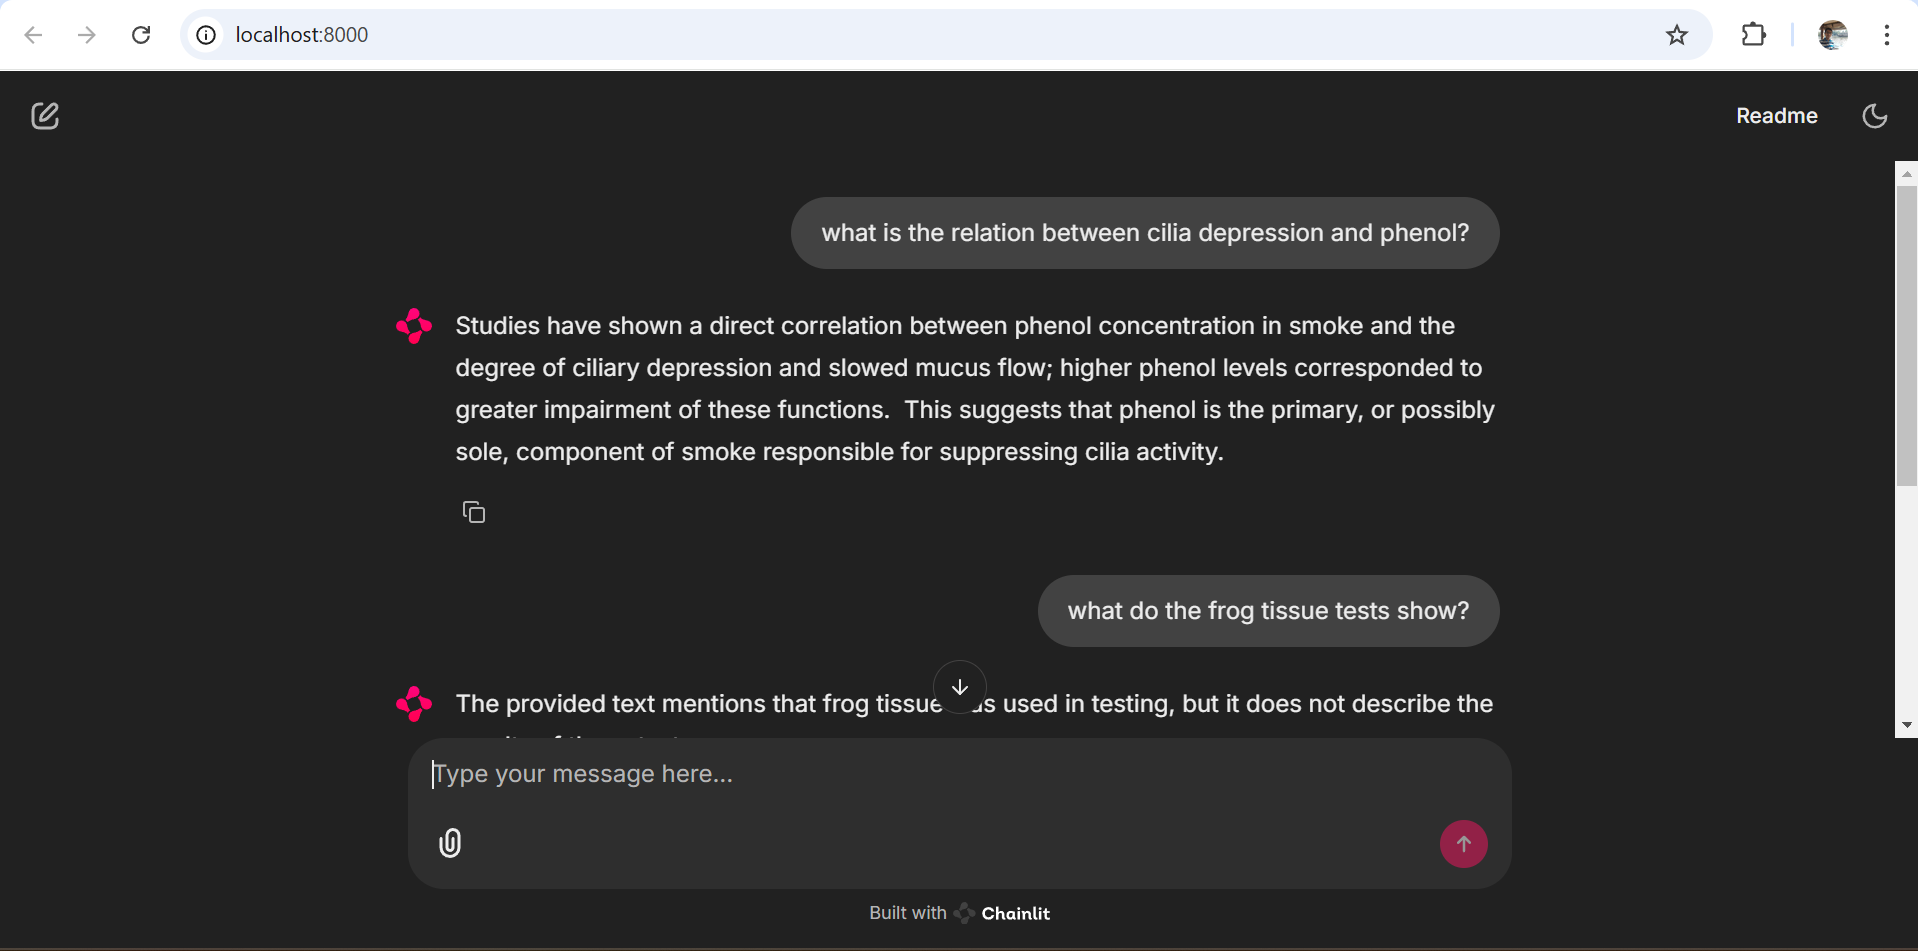 localhost:8000
Readme
what is the relation between cilia depression and phenol?
Studies have shown a direct correlation between phenol concentration in smoke and the
degree of ciliary depression and slowed mucus flow; higher phenol levels corresponded to
greater impairment of these functions.  This suggests that phenol is the primary, or possibly
sole, component of smoke responsible for suppressing cilia activity.
what do the frog tissue tests show?
The provided text mentions that frog tissue used in testing, but it does not describe the
Type your message here...
Built with Chainlit